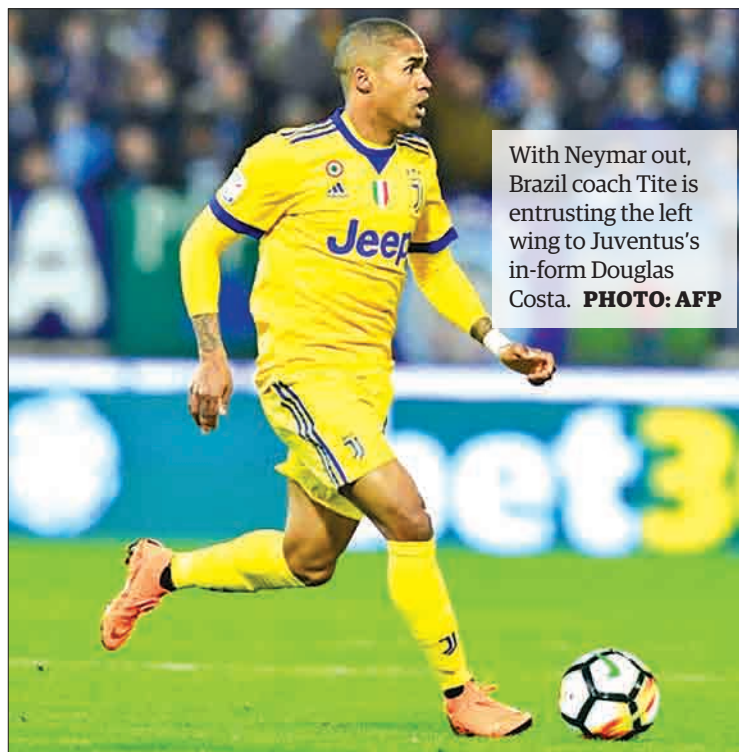 With Neymar out,
Brazil coach Tite is
entrusting the left
wing to Juventus’s
in-form Douglas
Costa. PHOTO: AFP
Jeep
adidas
A
bet3